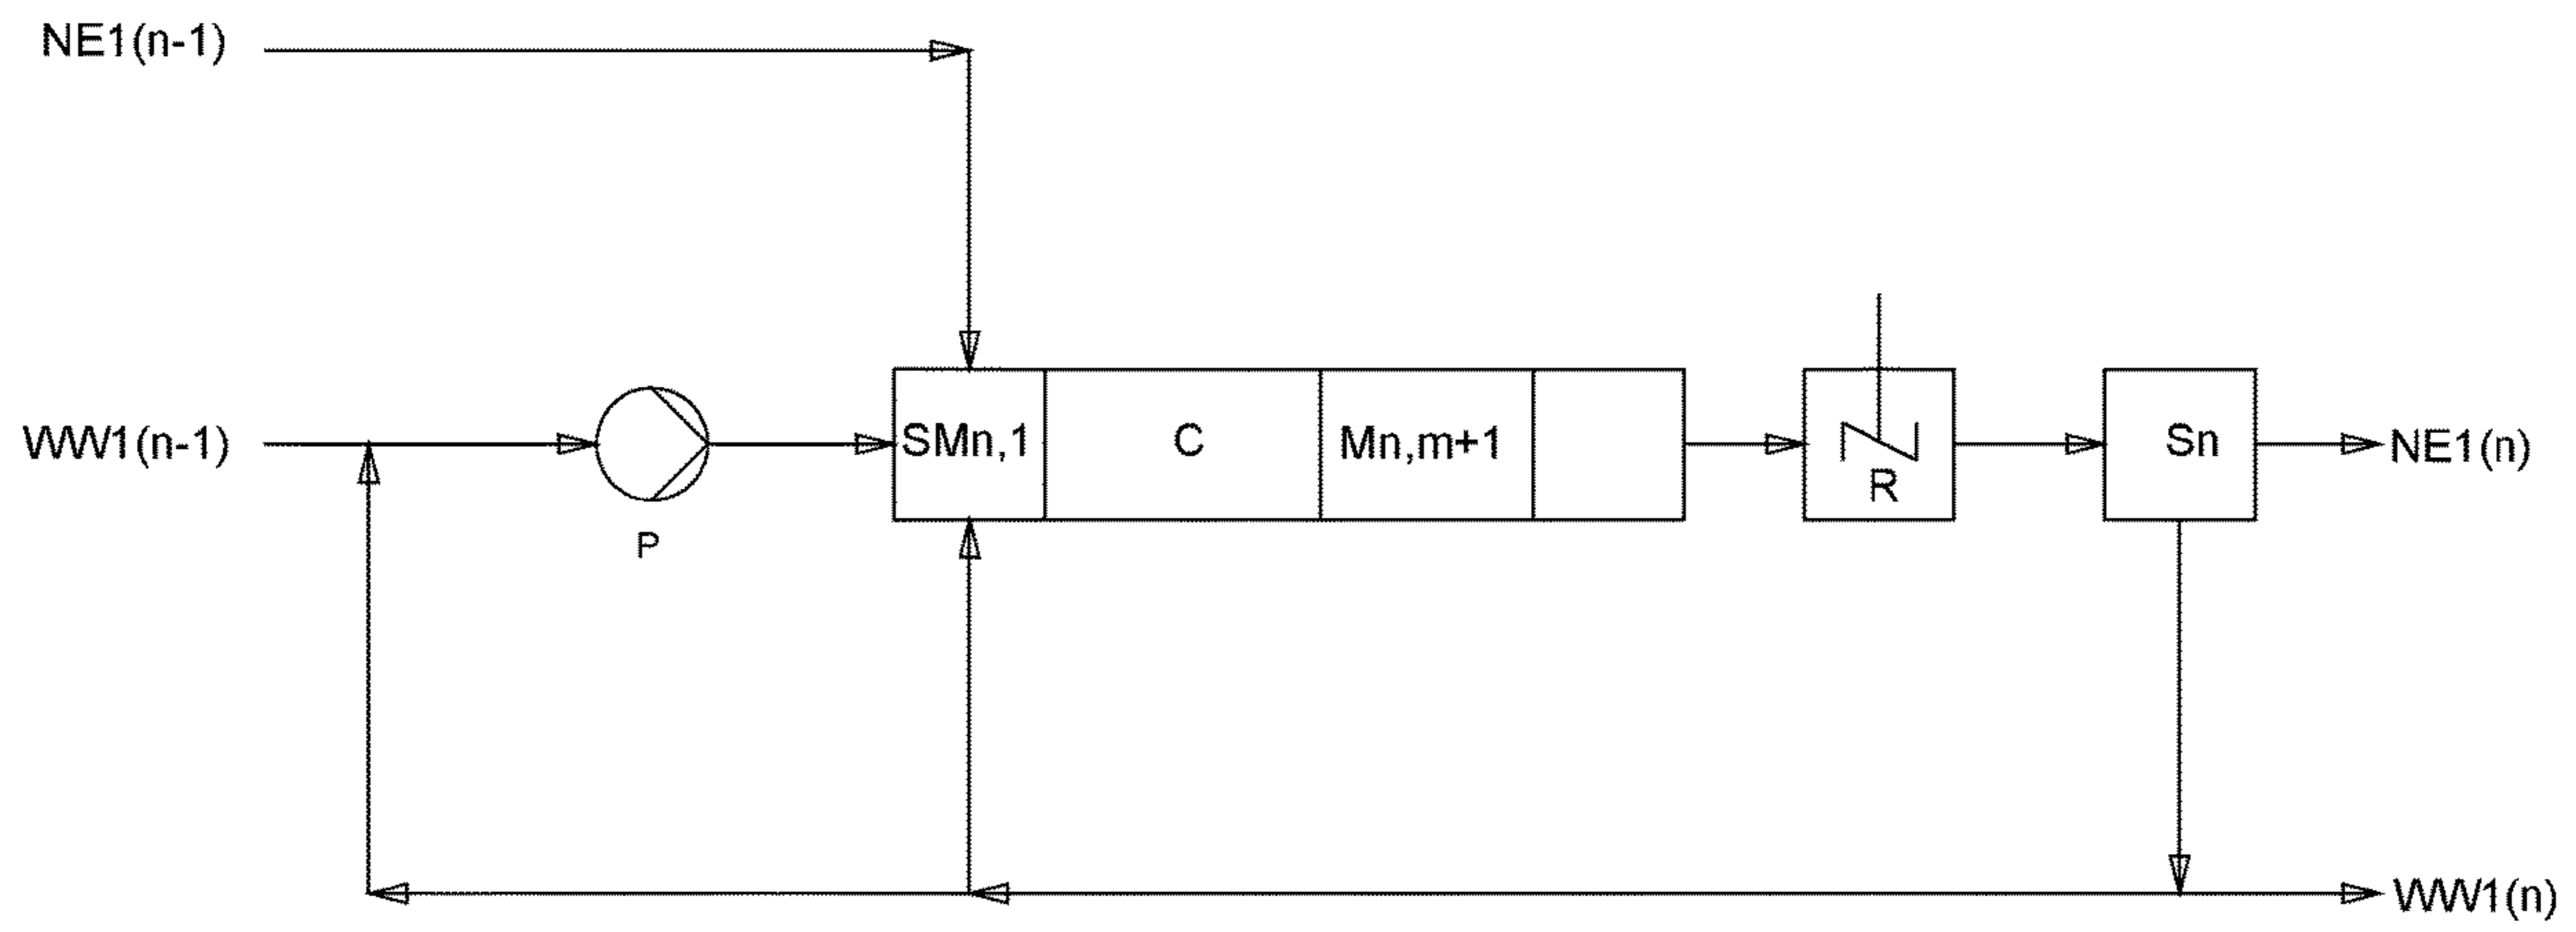 NE1(n-1)
WW1(n-1)
P
SMn,1
C
Mn,m+1
R
Sn
NE1(n)
WW1(n)